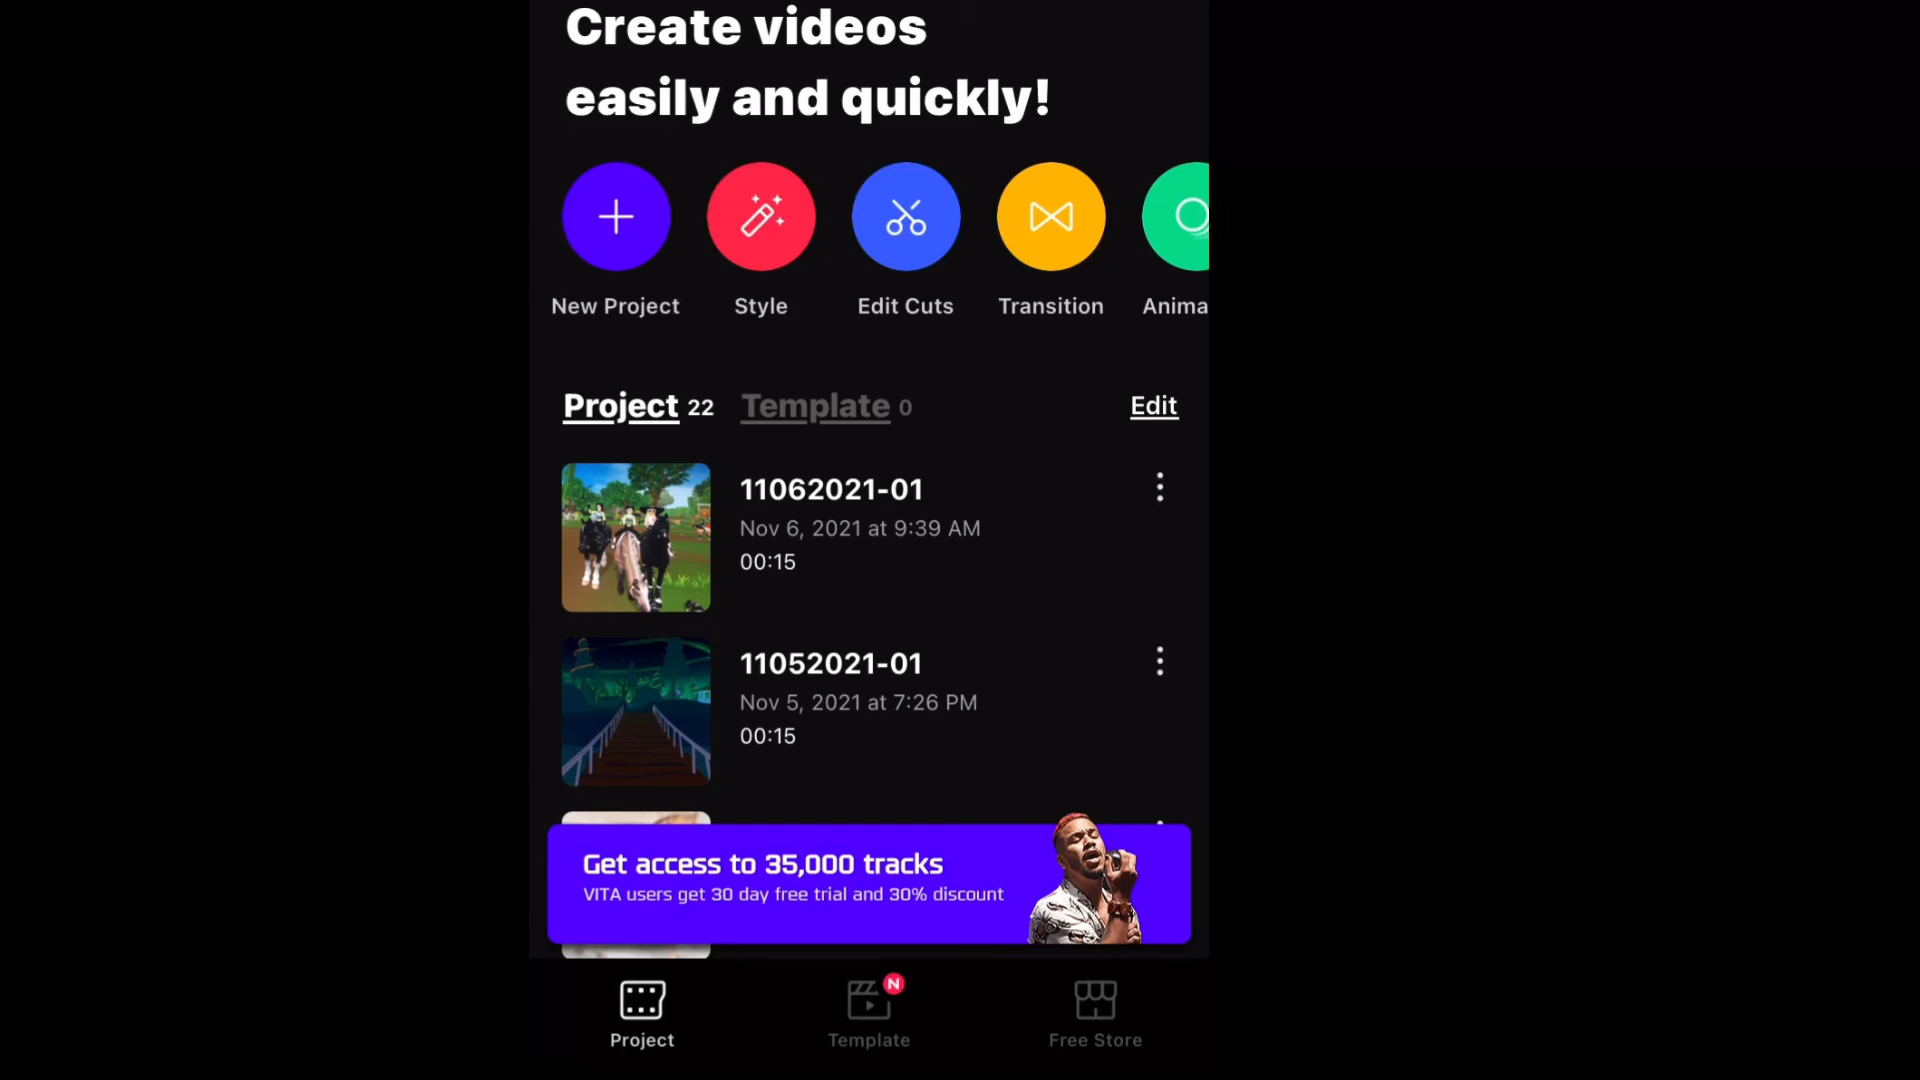 Create videos
easily and quickly!
New Project
Style
Edit Cuts
Transition
Anima
Project 22
Template 0
Edit
11062021-01
Nov 6, 2021 at 9:39 AM
00:15
11052021-01
Nov 5, 2021 at 7:26 PM
00:15
Get access to 35,000 tracks
VITA users get 30 day free trial and 30% discount
Project
N
Template
Free Store